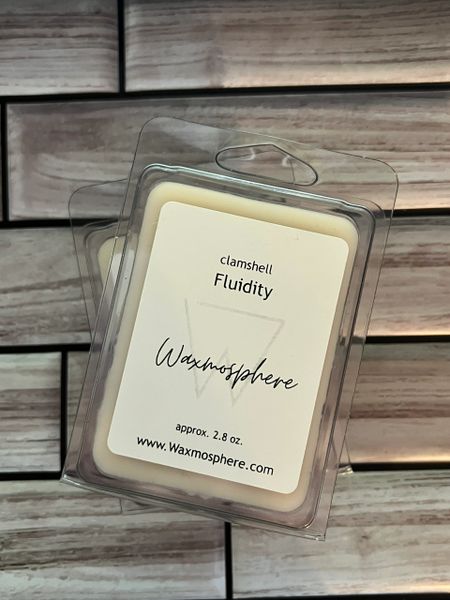 clamshell
Fluidity
Waxmosphere
approx. 2.8 oz.
www.Waxmosphere.com